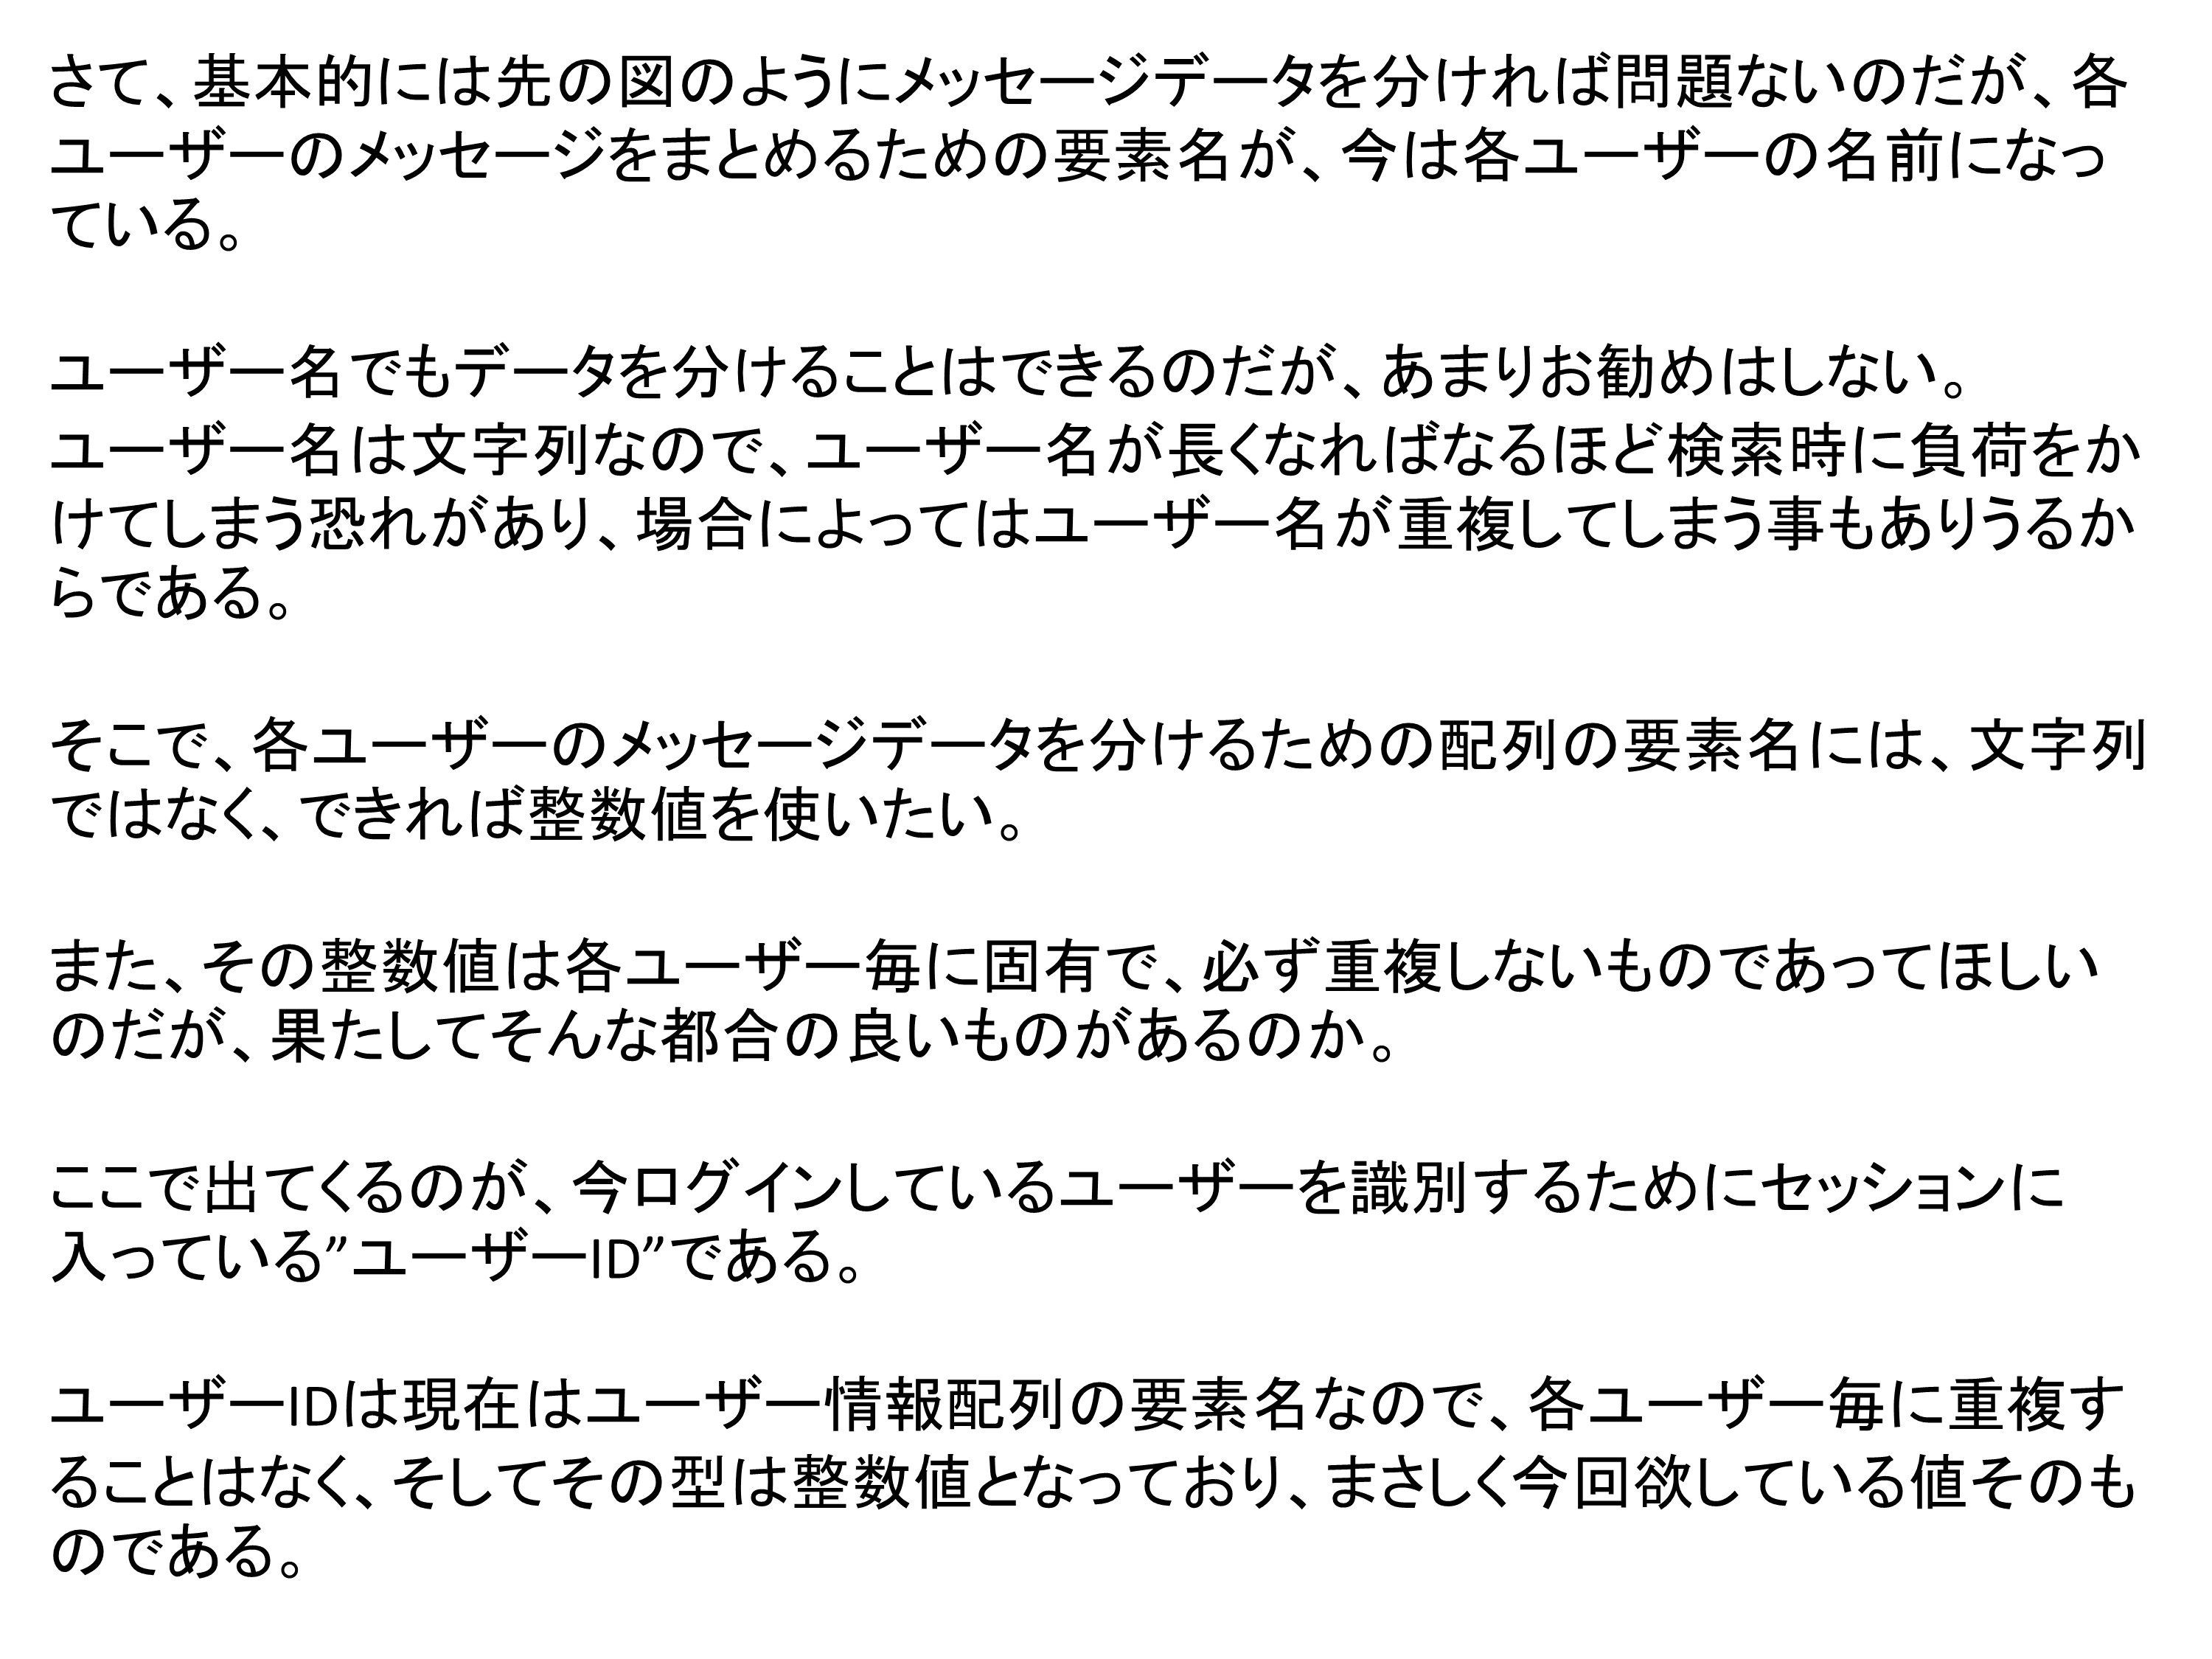 さて、基本的には先の図のようにメッセージデータを分ければ問題ないのだが、各
ユーザーのメッセージをまとめるための要素名が、今は各ユーザーの名前になっ
ている。
ユーザー名でもデータを分けることはできるのだが、あまりお勧めはしない。
ユーザー名は文字列なので、ユーザー名が長くなればなるほど検索時に負荷をか
けてしまう恐れがあり、場合によってはユーザー名が重複してしまう事もありうるか
らである。
そこで、各ユーザーのメッセージデータを分けるための配列の要素名には、文字列
ではなく、できれば整数値を使いたい。
また、その整数値は各ユーザー毎に固有で、必ず重複しないものであってほしい
のだが、果たしてそんな都合の良いものがあるのか。
ここで出てくるのが、今ログインしているユーザーを識別するためにセッションに
入っている”ユーザーID”である。
ユーザーIDは現在はユーザー情報配列の要素名なので、各ユーザー毎に重複す
ることはなく、そしてその型は整数値となっており、まさしく今回欲している値そのも
のである。